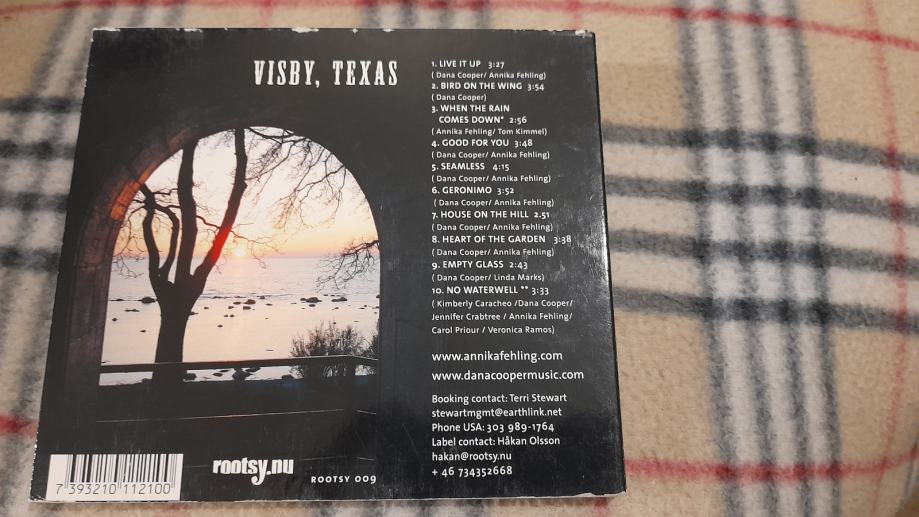 VISBY, TEXAS
1. LIVE IT UP 3:27
( Dana Cooper/ Annika Fehling)
2. BIRD ON THE WING 3:54
( Dana Cooper)
3. WHEN THE RAIN
COMES DOWN* 2:56
( Annika Fehling/ Tom Kimmel)
4. GOOD FOR YOU 3:48
( Dana Cooper/ Annika Fehling)
5. SEAMLESS 4:15
( Dana Cooper/ Annika Fehling)
6. GERONIMO 3:52
( Dana Cooper/ Annika Fehling)
7. HOUSE ON THE HILL 2:51
( Dana Cooper/ Annika Fehling)
8. HEART OF THE GARDEN 3:38
( Dana Cooper/ Annika Fehling)
9. EMPTY GLASS 2:43
( Dana Cooper/ Linda Marks)
10. NO WATERWELL ** 3:33
( Kimberly Caracheo /Dana Cooper/
Jennifer Crabtree / Annika Fehling/
Carol Priour / Veronica Ramos)
www.annikafehling.com
www.danacoopermusic.com
Booking contact: Terri Stewart
stewartmgmt@earthlink.net
Phone USA: 303 989-1764
Label contact: Håkan Olsson
hakan@rootsy.nu
+ 46 734352668
7 393210 112100
rootsy.nu
ROOTSY 009